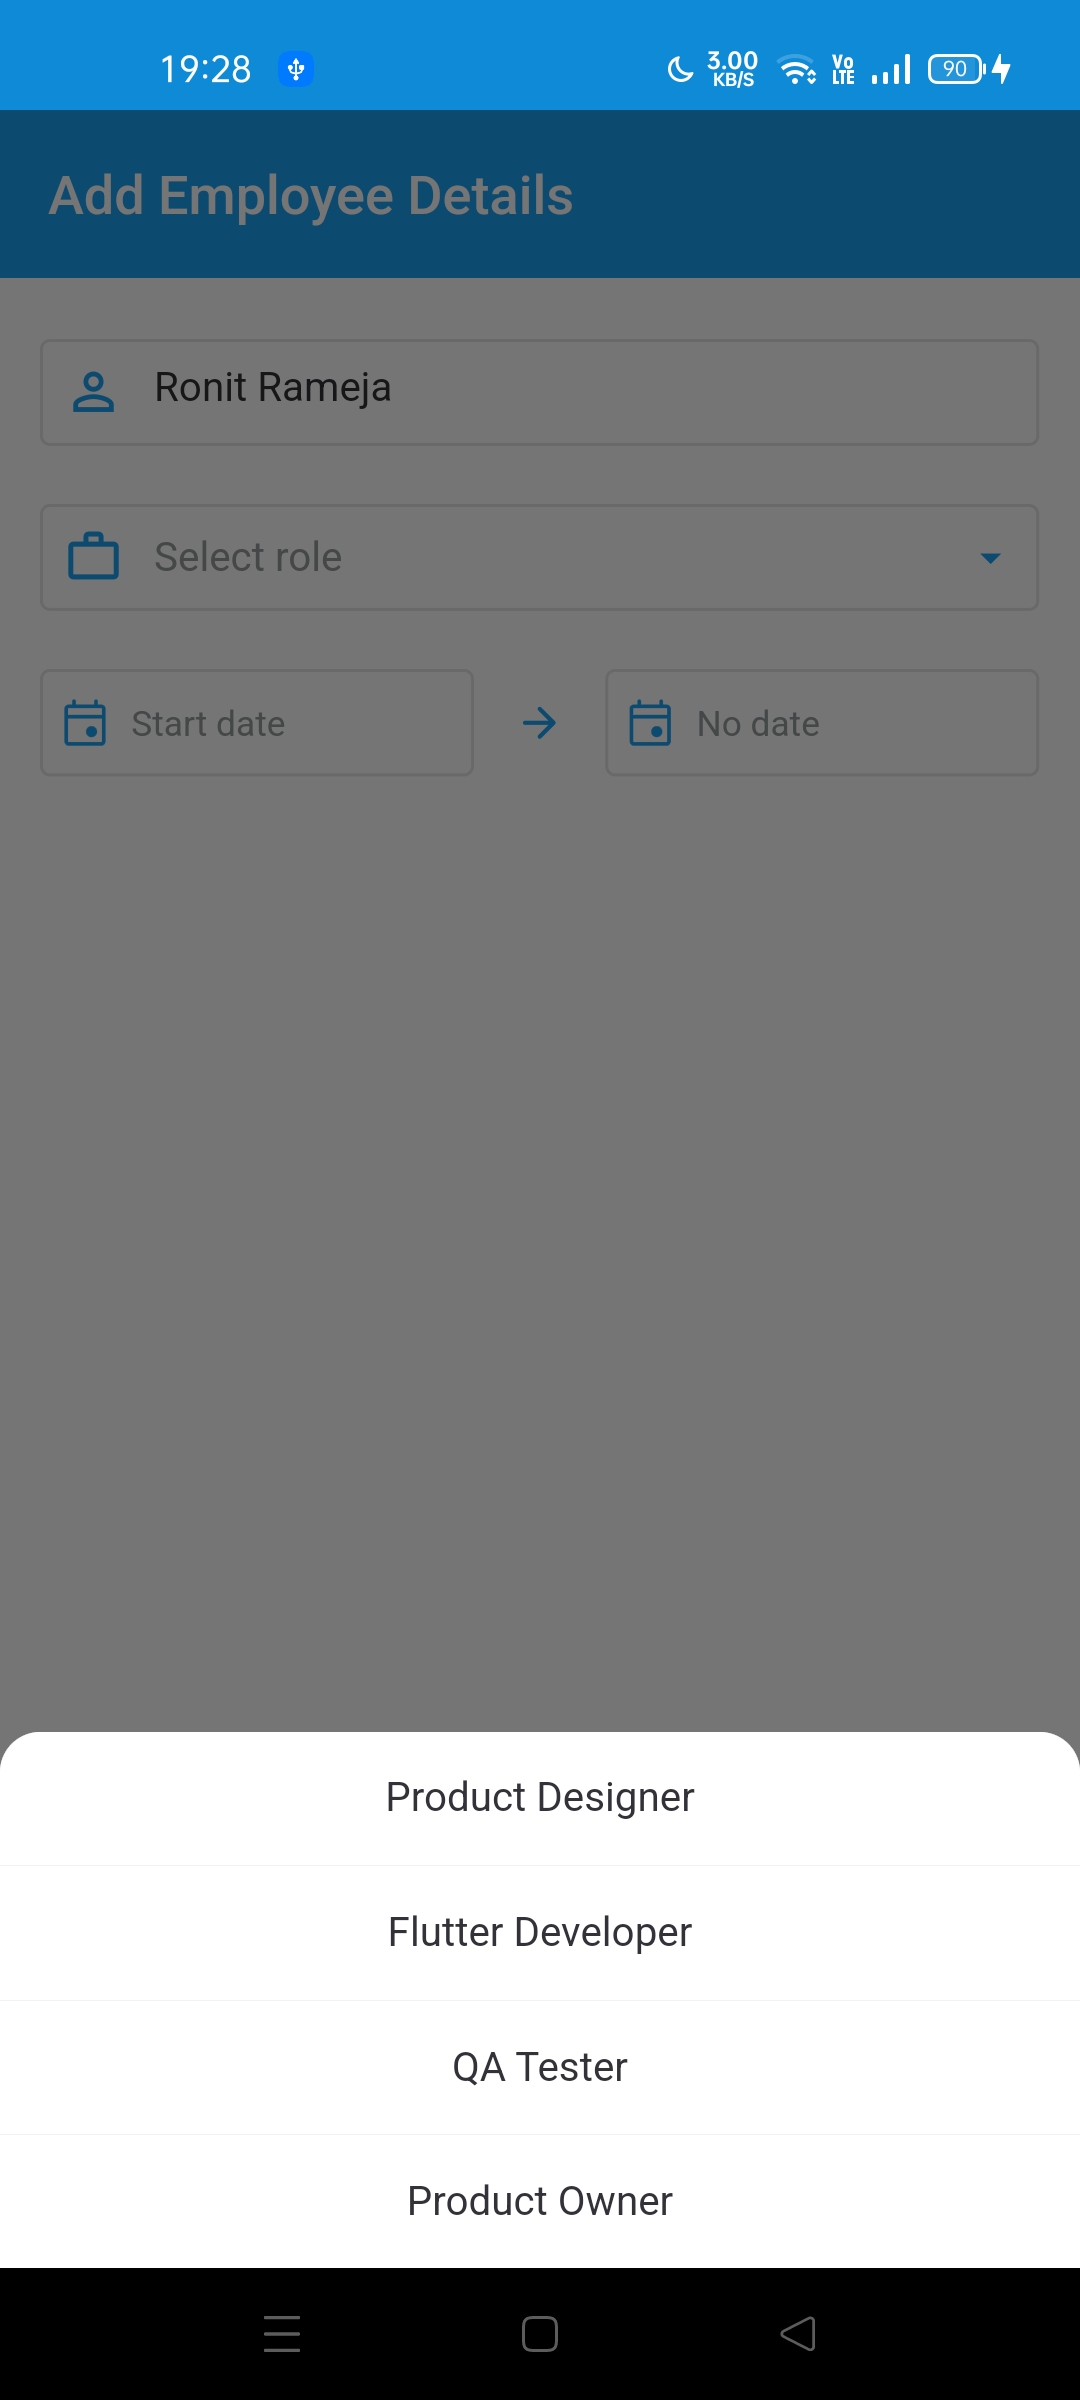 19:28 3.00 KB/S Vo LTE 90
Add Employee Details
Ronit Rameja
Select role
Start date No date
Product Designer
Flutter Developer
QA Tester
Product Owner